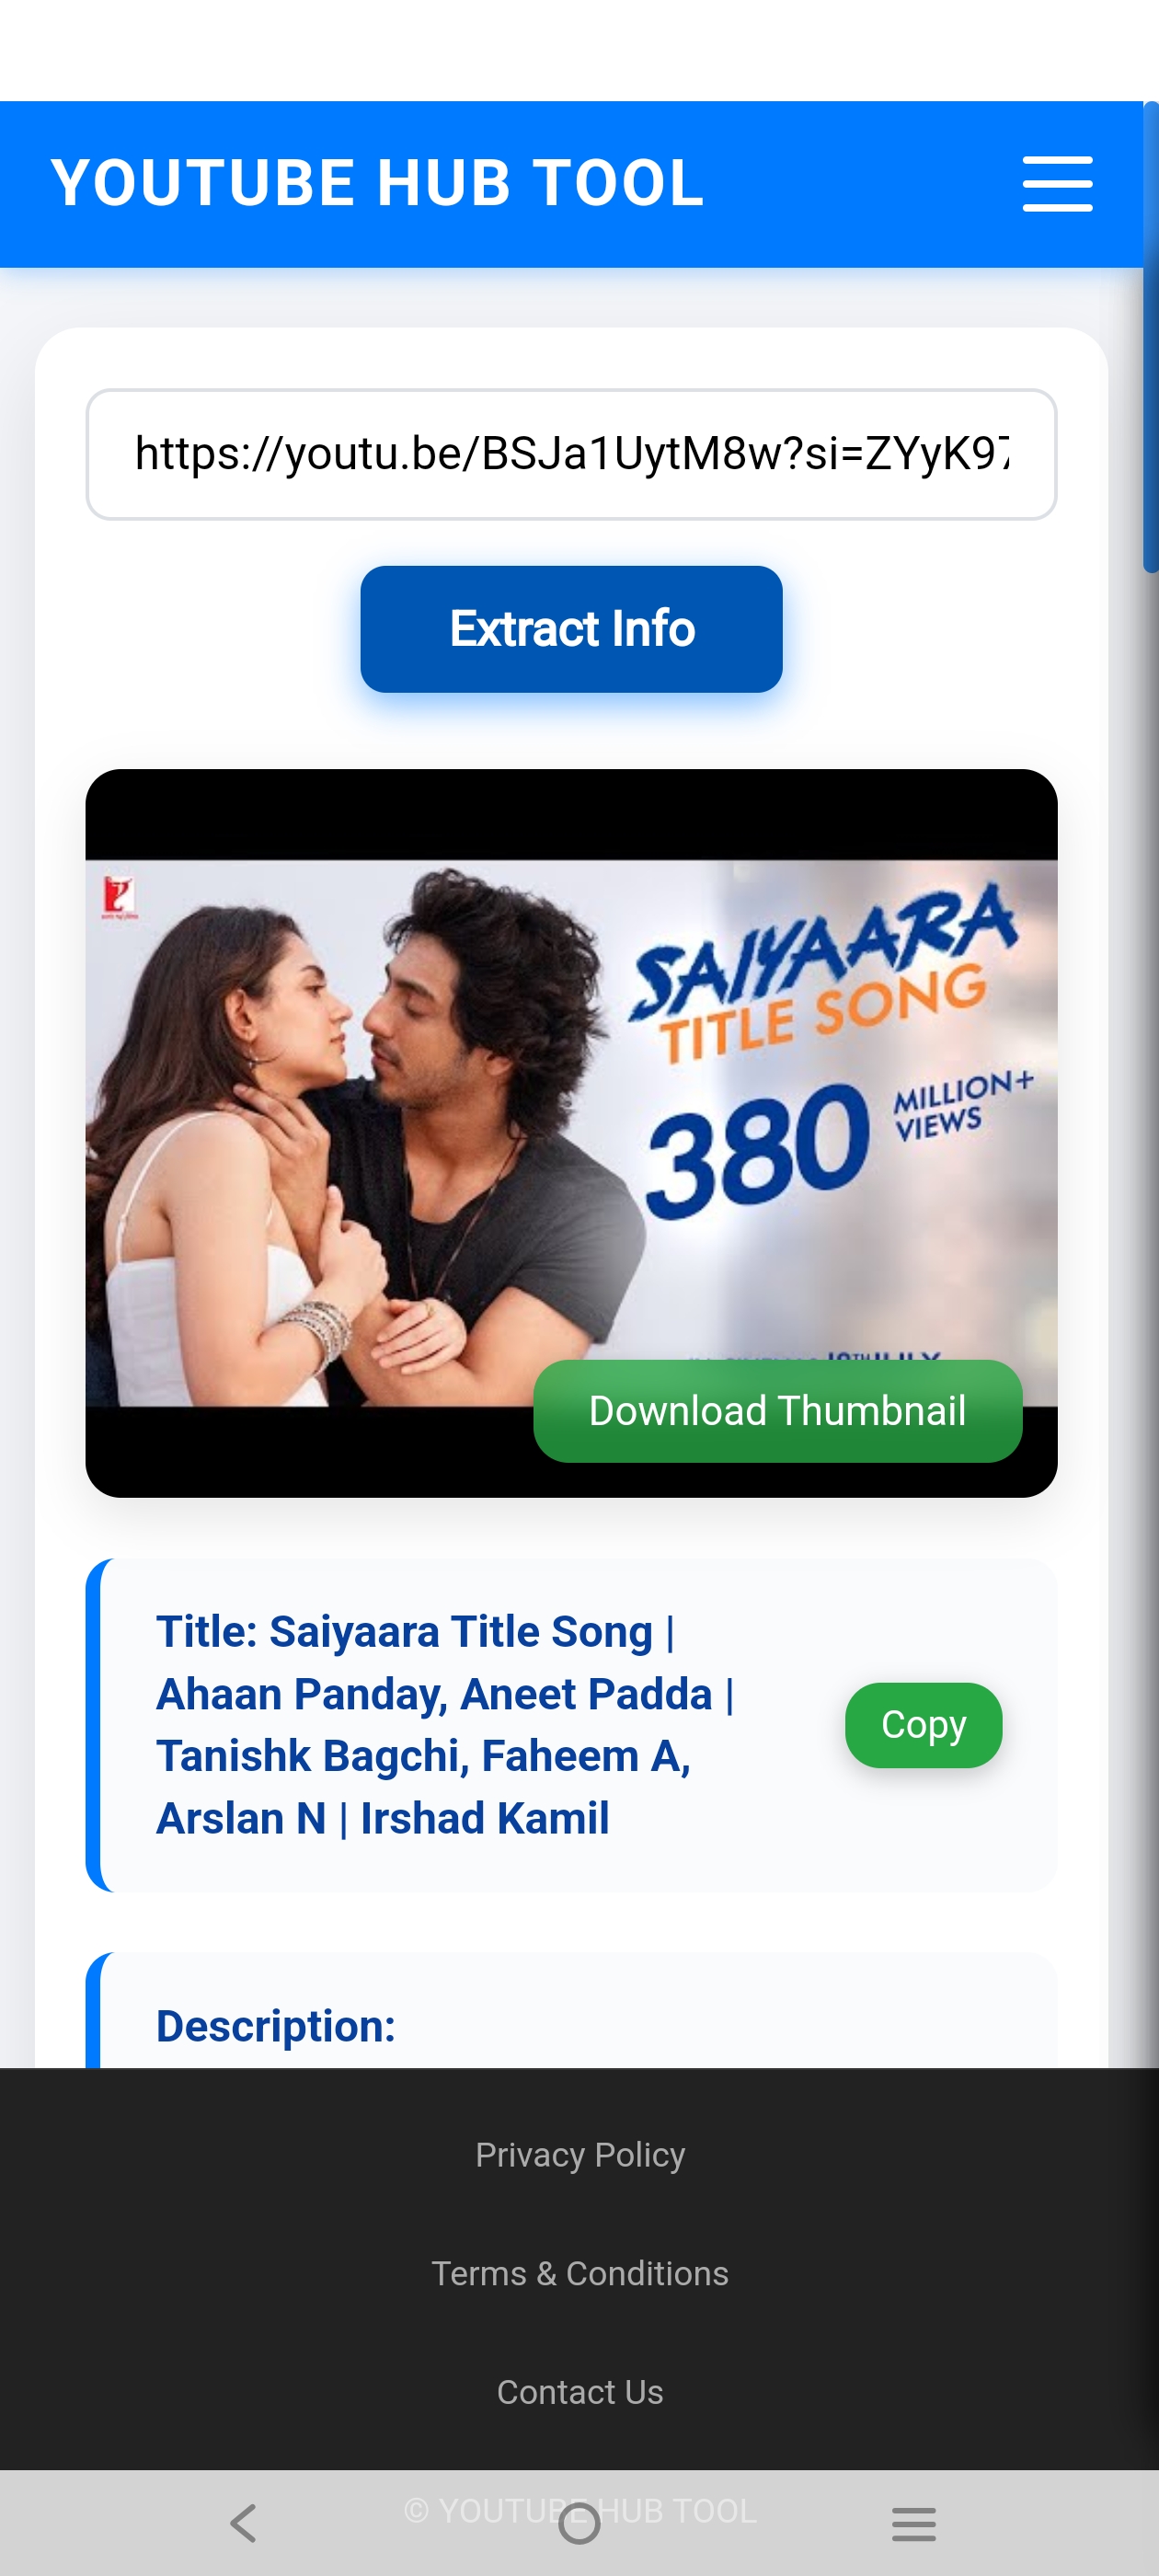 YOUTUBE HUB TOOL
https://youtu.be/BSJa1UytM8w?si=ZYyK97
Extract Info
SAIYAARA
TITLE SONG
380 MILLION+
VIEWS
Download Thumbnail
Title: Saiyaara Title Song |
Ahaan Panday, Aneet Padda |
Tanishk Bagchi, Faheem A,
Arslan N | Irshad Kamil
Copy
Description:
Privacy Policy
Terms & Conditions
Contact Us
© YOUTUBE HUB TOOL